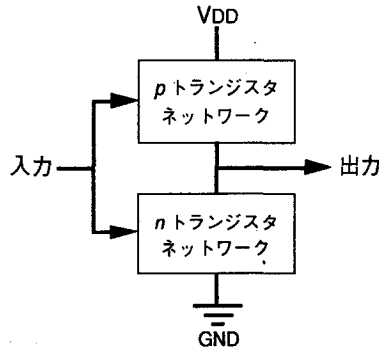 VDD
pトランジスタ
ネットワーク
入力
出力
nトランジスタ
ネットワーク
GND